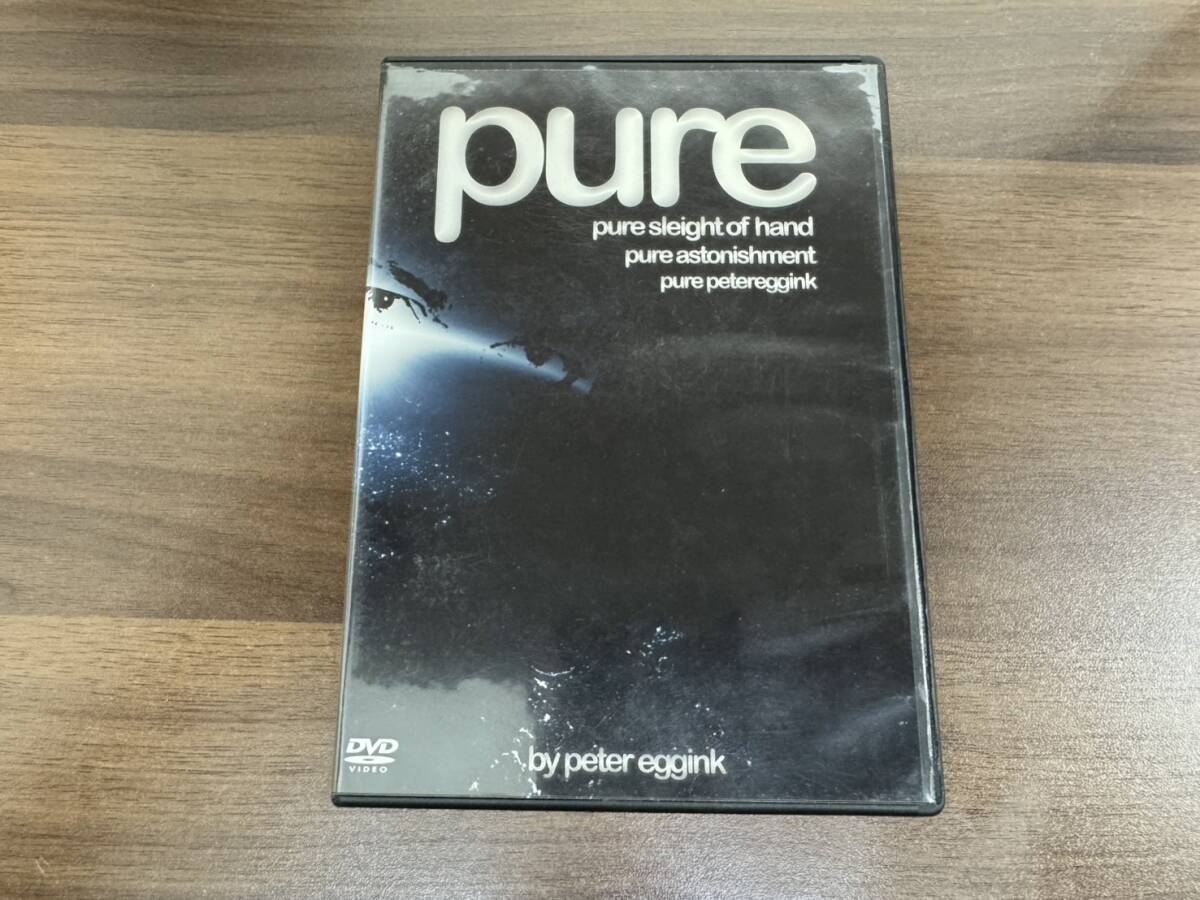 pure
pure sleight of hand
pure astonishment
pure petereggink
DVD
VIDEO
by peter eggink